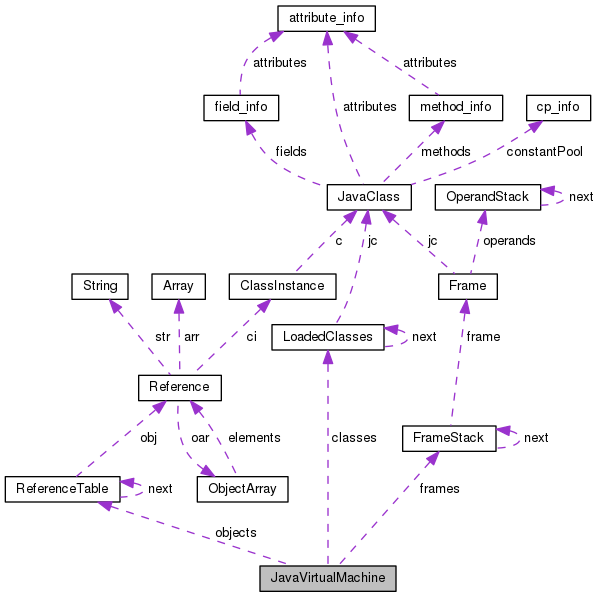 attribute_info
attributes
attributes
field_info
attributes
method_info
cp_info
fields
methods
constantPool
JavaClass
OperandStack
next
c
jc
jc
operands
String
Array
ClassInstance
Frame
str
arr
ci
LoadedClasses
next
frame
Reference
obj
oar
elements
classes
FrameStack
next
ReferenceTable
next
ObjectArray
frames
objects
JavaVirtualMachine